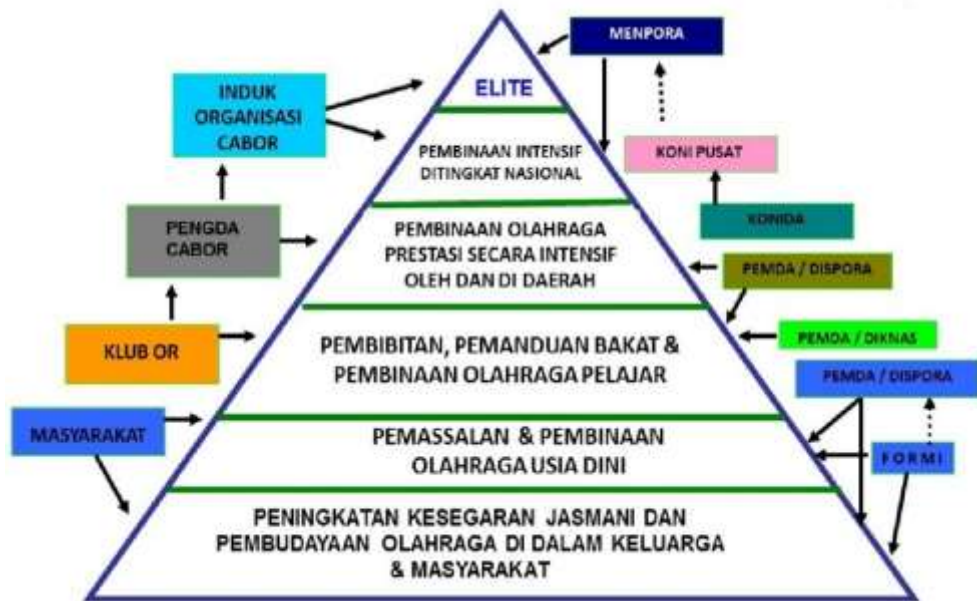 MENPORA
ELITE
INDUK
ORGANISASI
CABOR
PEMBINAAN INTENSIF
DITINGKAT NASIONAL
KONI PUSAT
PENGDA
CABOR
KONIDA
PEMBINAAN OLAHRAGA
PRESTASI SECARA INTENSIF
OLEH DAN DI DAERAH
PEMDA / DISPORA
KLUB OR
PEMBIBITAN, PEMANDUAN BAKAT &
PEMBINAAN OLAHRAGA PELAJAR
PEMDA / DIKNAS
PEMDA / DISPORA
MASYARAKAT
PEMASSALAN & PEMBINAAN
OLAHRAGA USIA DINI
F O R M I
PENINGKATAN KESEGARAN JASMANI DAN
PEMBUDAYAAN OLAHRAGA DI DALAM KELUARGA
& MASYARAKAT